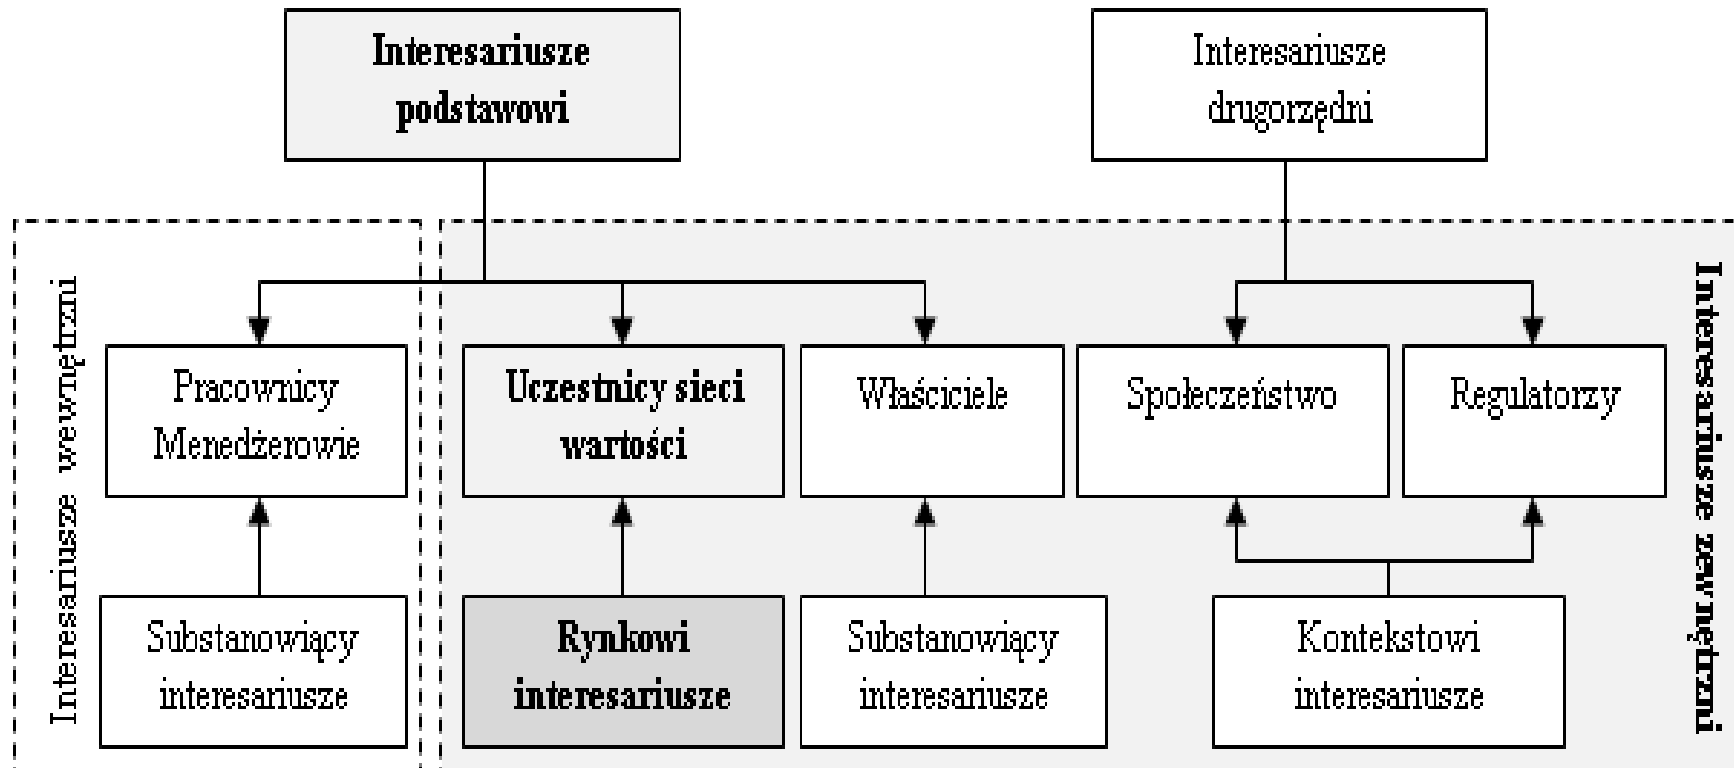 Interesariusze
podstawowi
Interesariusze
drugorzędni
Interesariusze wewnętrzni
Pracownicy
Menedżerowie
Uczestnicy sieci
wartości
Właściciele
Społeczeństwo
Regulatorzy
Interesariusze zewnętrzni
Substanowiący
interesariusze
Rynkowi
interesariusze
Substanowiący
interesariusze
Kontekstowi
interesariusze